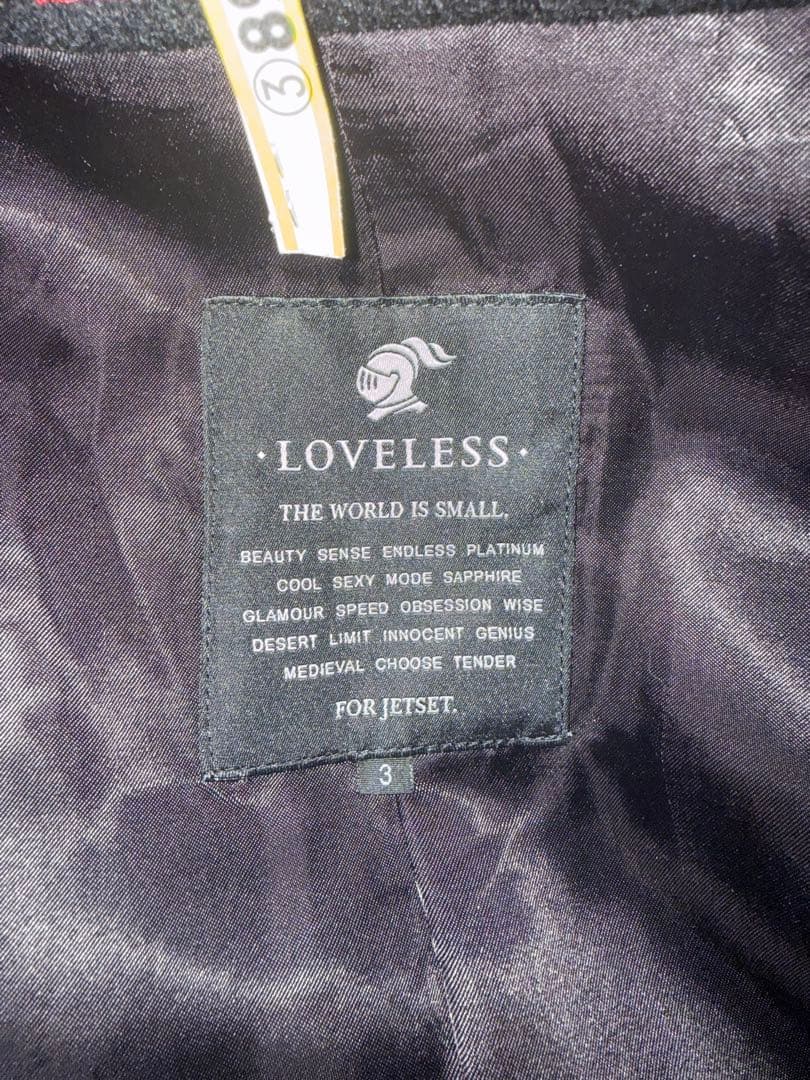 ③8
· LOVELESS ·
THE WORLD IS SMALL.
BEAUTY SENSE ENDLESS PLATINUM
COOL SEXY MODE SAPPHIRE
GLAMOUR SPEED OBSESSION WISE
DESERT LIMIT INNOCENT GENIUS
MEDIEVAL CHOOSE TENDER
FOR JETSET.
3